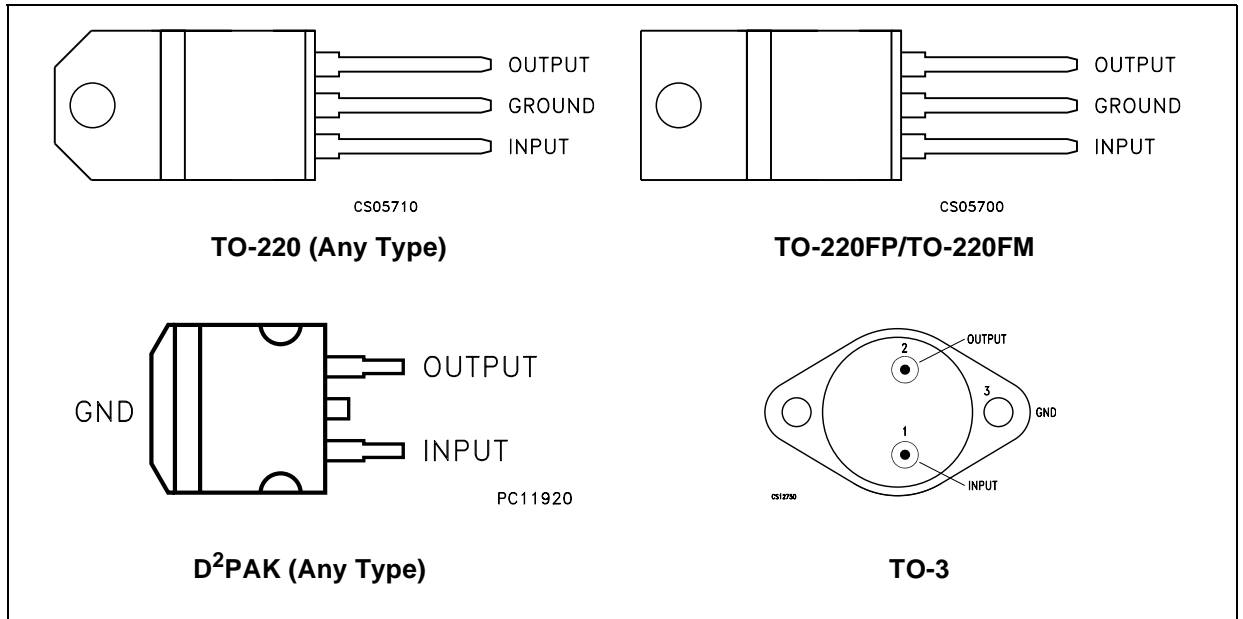 OUTPUT
GROUND
INPUT
CS05710
TO-220 (Any Type)
OUTPUT
GROUND
INPUT
CS05700
TO-220FP/TO-220FM
GND
OUTPUT
INPUT
PC11920
D²PAK (Any Type)
2
OUTPUT
3
GND
1
INPUT
CS12750
TO-3